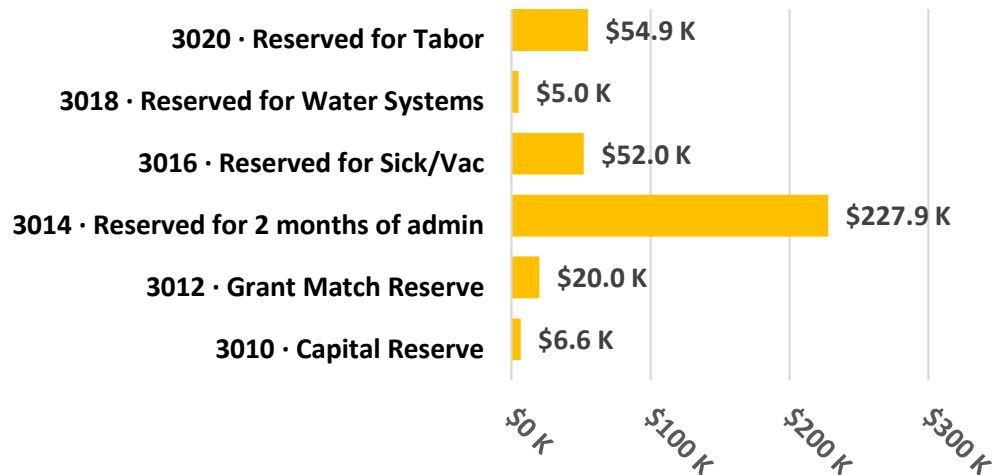 3020 · Reserved for Tabor $54.9 K
3018 · Reserved for Water Systems $5.0 K
3016 · Reserved for Sick/Vac $52.0 K
3014 · Reserved for 2 months of admin $227.9 K
3012 · Grant Match Reserve $20.0 K
3010 · Capital Reserve $6.6 K
$0 K $100 K $200 K $300 K